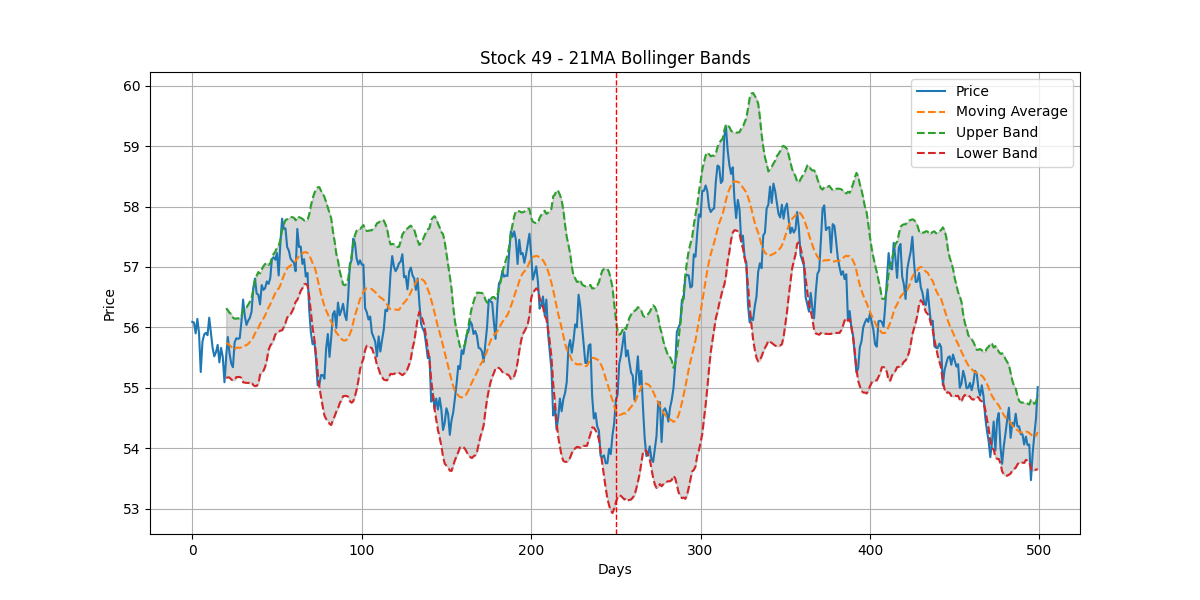 Stock 49 - 21MA Bollinger Bands
Price
60
59
58
57
56
55
54
53
0
100
200
300
400
500
Days
Price
Moving Average
Upper Band
Lower Band